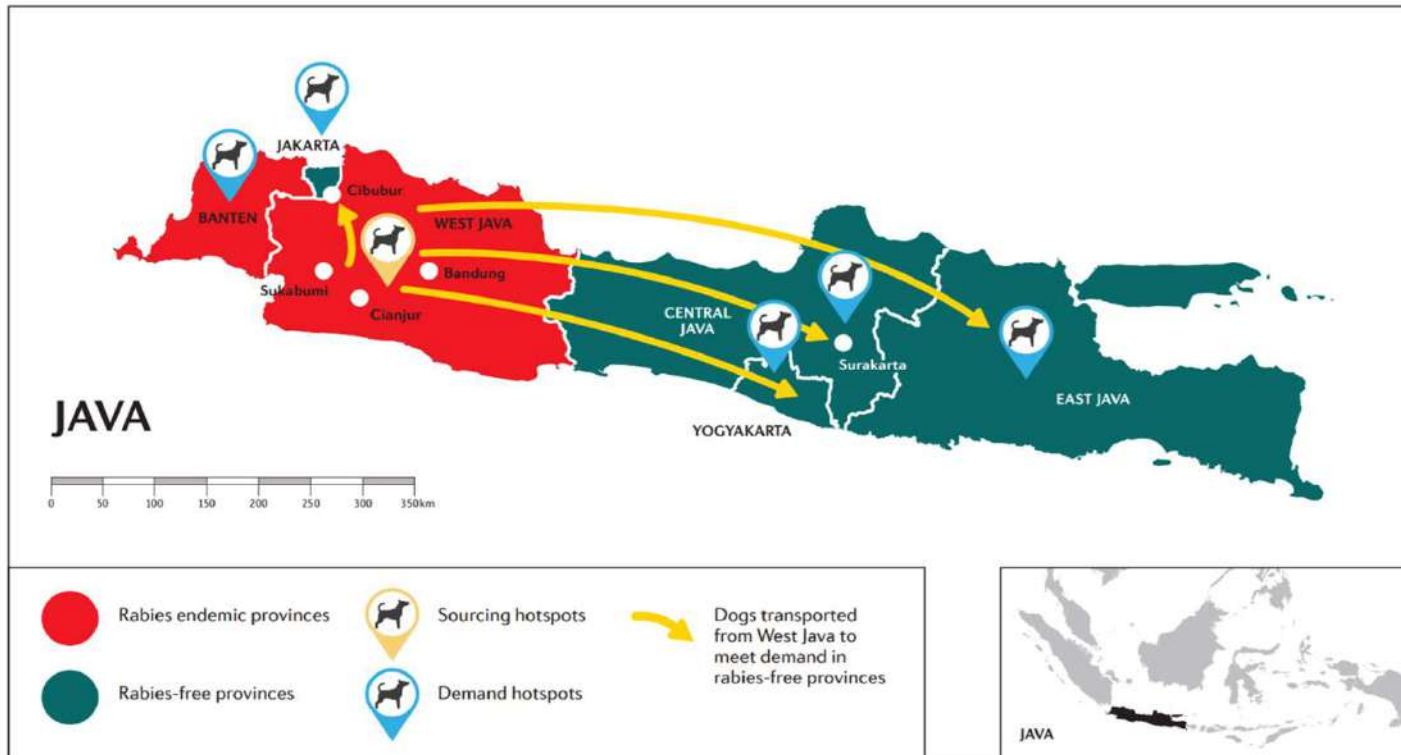 JAKARTA
Cibubur
BANTEN
WEST JAVA
Sukabumi
Bandung
Cianjur
CENTRAL
JAVA
Surakarta
EAST JAVA
YOGYAKARTA
JAVA
0 50 100 150 200 250 300 350km
Rabies endemic provinces
Sourcing hotspots
Dogs transported
from West Java to
meet demand in
rabies-free provinces
Rabies-free provinces
Demand hotspots
JAVA